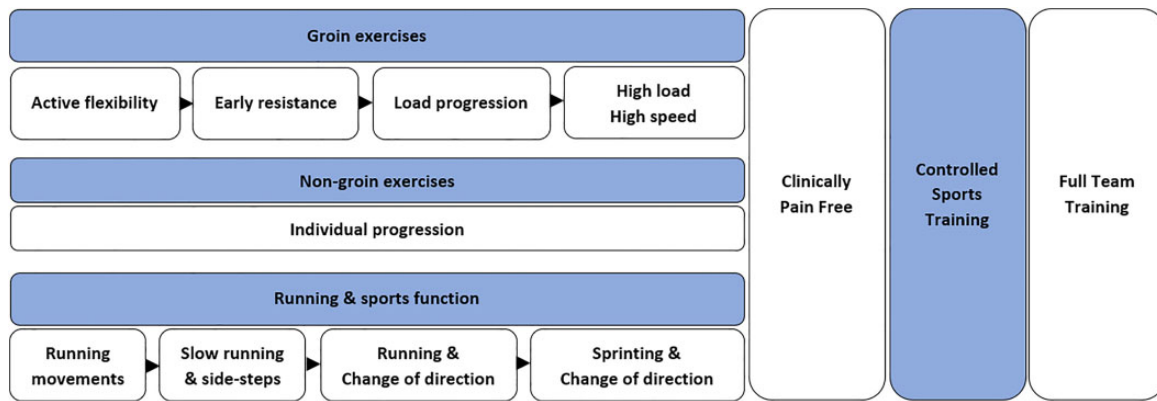 Groin exercises
Active flexibility
Early resistance
Load progression
High load
High speed
Non-groin exercises
Individual progression
Running & sports function
Running
movements
Slow running
& side-steps
Running &
Change of direction
Sprinting &
Change of direction
Clinically
Pain Free
Controlled
Sports
Training
Full Team
Training